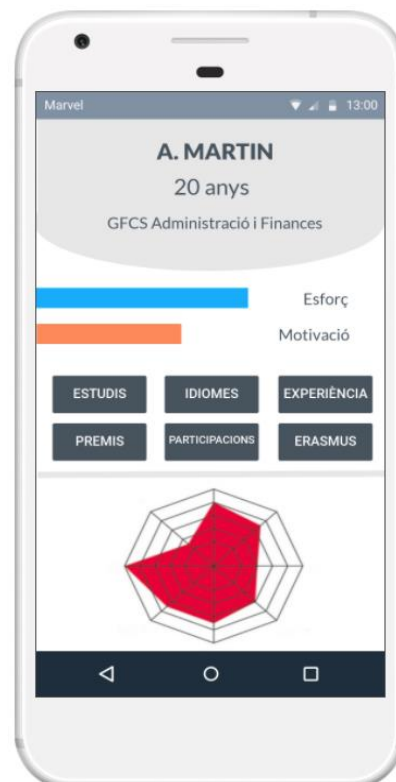 Marvel 13:00
A. MARTIN
20 anys
GFCS Administració i Finances
Esforç
Motivació
ESTUDIS IDIOMES EXPERIÈNCIA
PREMIS PARTICIPACIONS ERASMUS